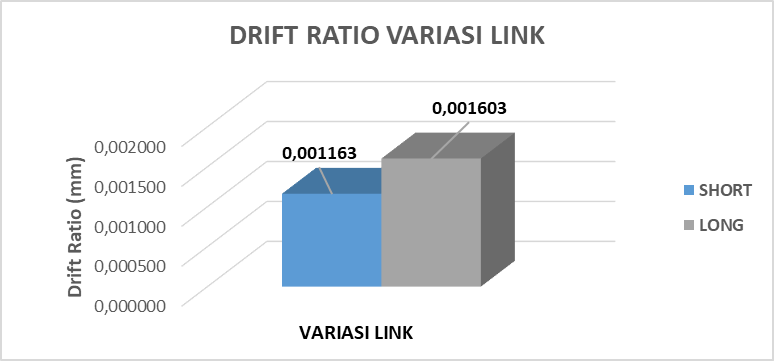 DRIFT RATIO VARIASI LINK
0,001603
0,001163
0,002000
0,001500
0,001000
0,000500
0,000000
Drift Ratio (mm)
SHORT
LONG
VARIASI LINK